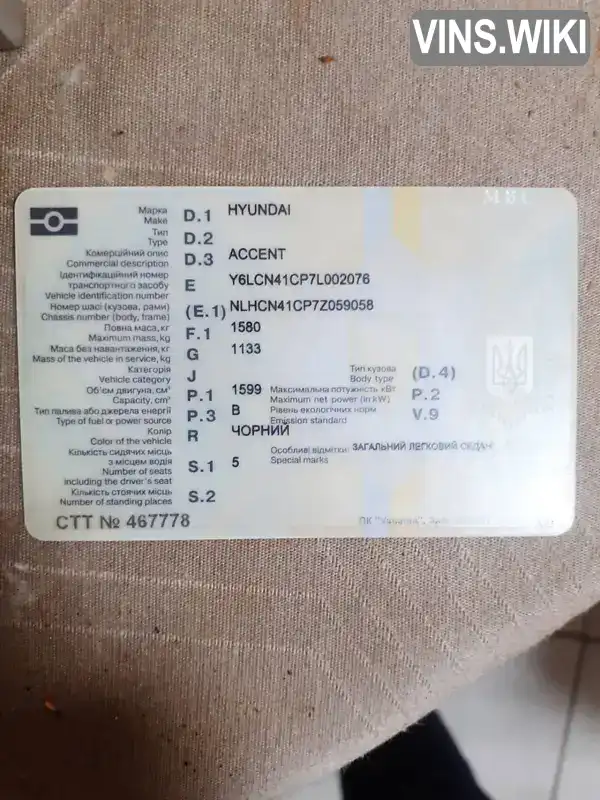 VINS.WIKI
МВС
Марка
Make D.1 HYUNDAI
Тип
Type D.2
Комерційний опис
Commercial description D.3 ACCENT
Ідентифікаційний номер
транспортного засобу E Y6LCN41CP7L002076
Vehicle identification number
Номер шасі (кузова, рами) (E.1) NLHCN41CP7Z059058
Chassis number (body, frame)
Повна маса, кг F.1 1580
Maximum mass, kg
Маса без навантаження, кг G 1133
Mass of the vehicle in service, kg
Категорія Тип кузова
Vehicle category J Body type (D.4)
Об'єм двигуна, см³ P.1 1599 Максимальна потужність кВт P.2
Capacity, cm³ Maximum net power (in kW)
Тип палива або джерела енергії P.3 B Рівень екологічних норм V.9
Type of fuel or power source Emission standard
Колір R ЧОРНИЙ
Color of the vehicle
Кількість сидячих місць Особливі відмітки: ЗАГАЛЬНИЙ ЛЕГКОВИЙ СЕДАН
з місцем водія S.1 5 Special marks
Number of seats
including the driver's seat
Кількість стоячих місць S.2
Number of standing places
СТТ № 467778 ПК "Україна",